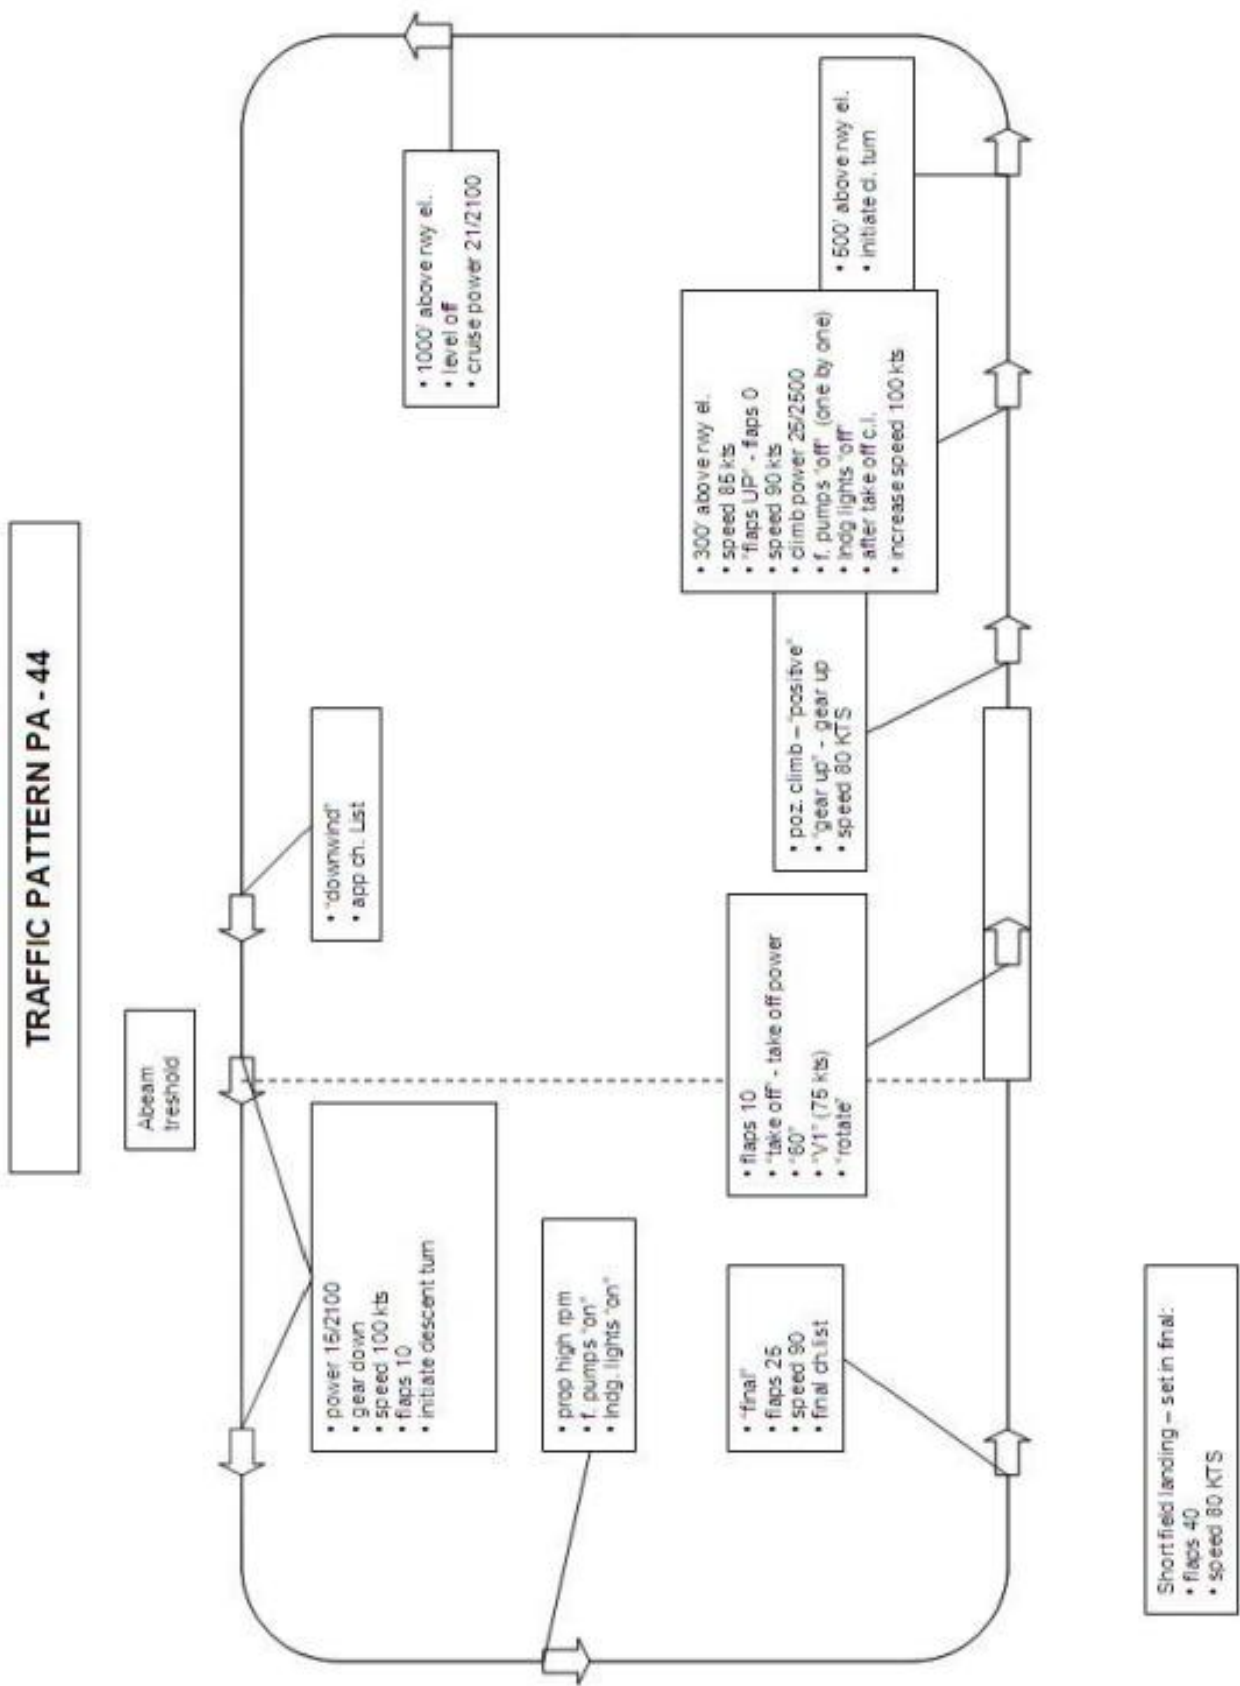 TRAFFIC PATTERN PA - 44
Abeam
treshold
• "downwind"
• app ch. List
• 1000' above rwy el..
• level off
• cruise power 21/2100
• power 15/2100
• gear down
• speed 100 kts
• flaps 10
• initiate descent turn
• prop high rpm
• f. pumps "on"
• lndg. lights "on"
• "final"
• flaps 25
• speed 90
• final ch.list
• flaps 10
• "take off" - take off power
• "60"
• "V1" (75 kts)
• "rotate"
• poz. climb – "positive"
• "gear up" – gear up
• speed 80 KTS
• 300' above rwy el.
• speed 85 kts
• "flaps UP" - flaps 0
• speed 90 kts
• climb power 25/2500
• f. pumps "off" (one by one)
• lndg lights "off"
• after take off c.l.
• increase speed 100 kts
• 500' above rwy el.
• initiate cl. turn
Short field landing – set in final:
• flaps 40
• speed 80 KTS